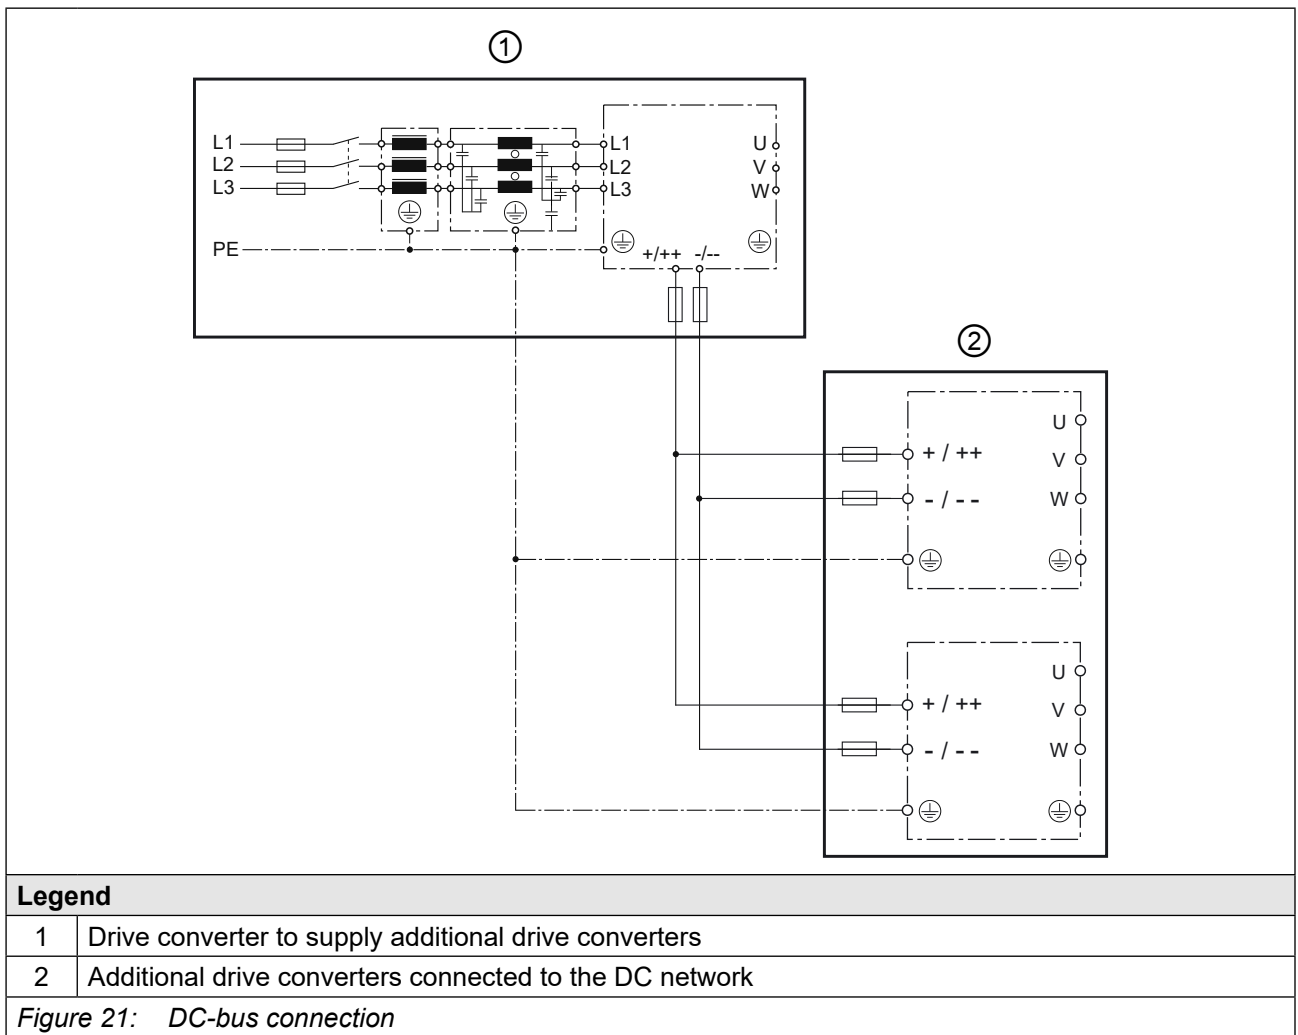 1
L1
L2
L3
L1
L2
L3
U
V
W
PE
+/++ -/--
2
U
+ / ++
V
- / - -
W
U
+ / ++
V
- / - -
W
Legend
1 Drive converter to supply additional drive converters
2 Additional drive converters connected to the DC network
Figure 21: DC-bus connection